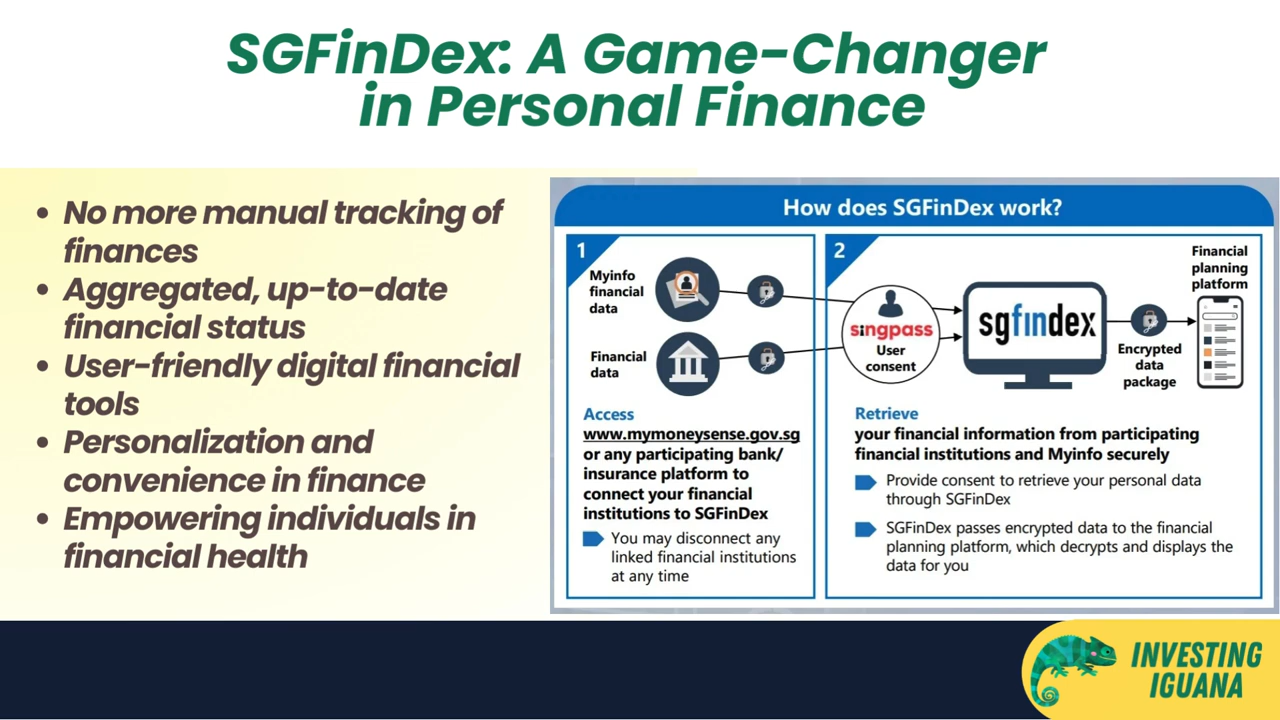 SGFinDex: A Game-Changer
in Personal Finance
• No more manual tracking of
finances
• Aggregated, up-to-date
financial status
• User-friendly digital financial
tools
• Personalization and
convenience in finance
• Empowering individuals in
financial health
How does SGFinDex work?
1
Myinfo
financial
data
Financial
data
Access
www.mymoneysense.gov.sg
or any participating bank/
insurance platform to
connect your financial
institutions to SGFinDex
You may disconnect any
linked financial institutions
at any time
2
singpass
User
consent
sgfindex
Encrypted
data
package
Financial
planning
platform
Retrieve
your financial information from participating
financial institutions and Myinfo securely
Provide consent to retrieve your personal data
through SGFinDex
SGFinDex passes encrypted data to the financial
planning platform, which decrypts and displays the
data for you
INVESTING
IGUANA